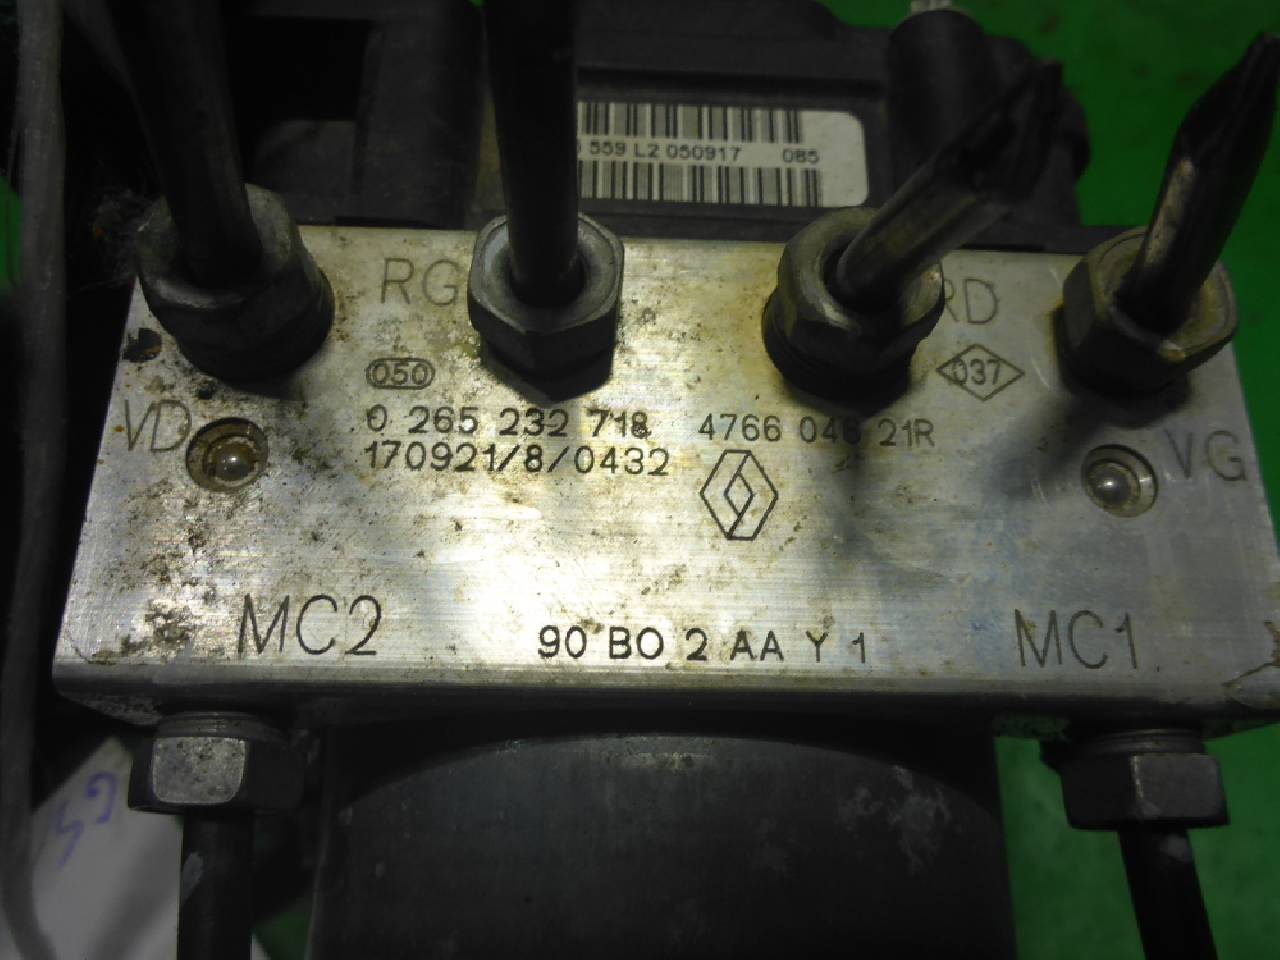 559 L2 050917 085
RG
RD
050
037
VD
0 265 232 718 4766 046 21R
170921/8/0432
VG
MC2
90 BO 2 AA Y 1
MC1